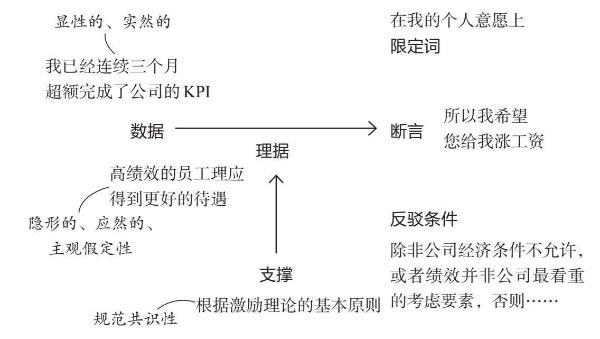 显性的、实然的
在我的个人意愿上
限定词
我已经连续三个月
超额完成了公司的KPI
数据
断言
所以我希望
您给我涨工资
理据
高绩效的员工理应
得到更好的待遇
隐形的、应然的、
主观假定性
反驳条件
除非公司经济条件不允许，
或者绩效并非公司最看重
的考虑要素，否则……
支撑
根据激励理论的基本原则
规范共识性